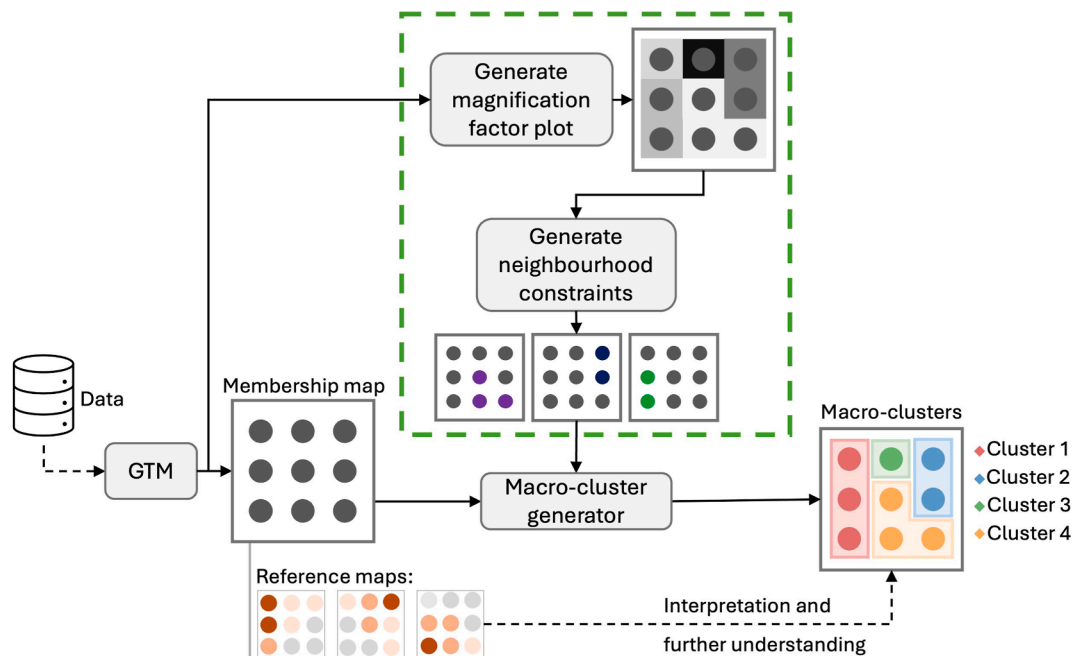 Generate
magnification
factor plot
Generate
neighbourhood
constraints
Data
Membership map
GTM
Macro-cluster
generator
Macro-clusters
Cluster 1
Cluster 2
Cluster 3
Cluster 4
Reference maps:
Interpretation and
further understanding